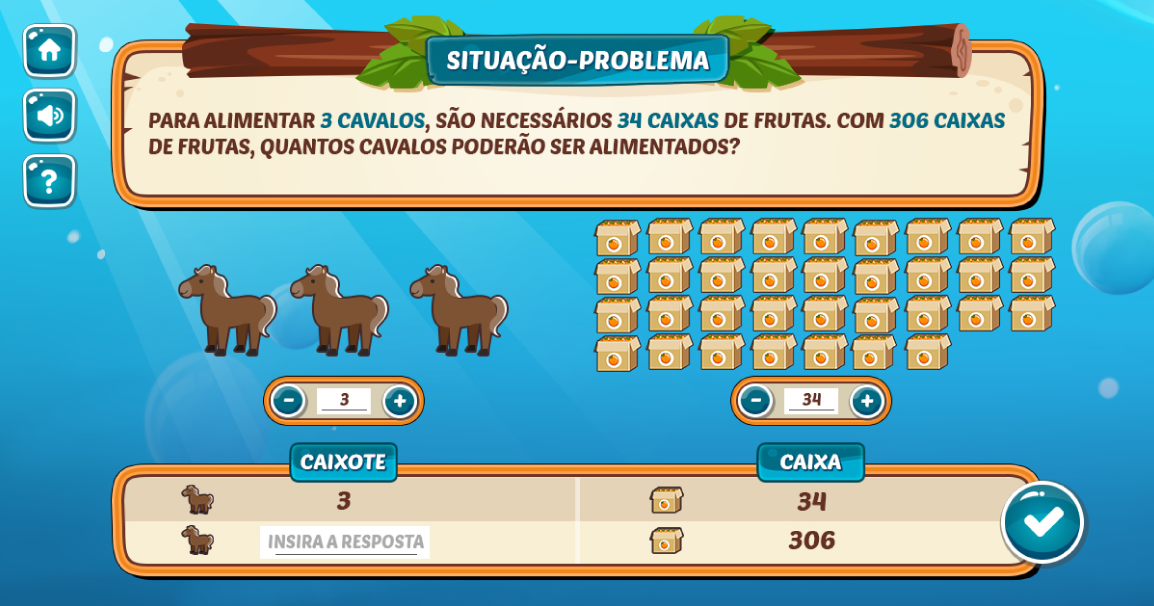 SITUAÇÃO-PROBLEMA
PARA ALIMENTAR 3 CAVALOS, SÃO NECESSÁRIOS 34 CAIXAS DE FRUTAS. COM 306 CAIXAS
DE FRUTAS, QUANTOS CAVALOS PODERÃO SER ALIMENTADOS?
?
- 3 +
- 34 +
CAIXOTE
CAIXA
3
34
INSIRA A RESPOSTA
306